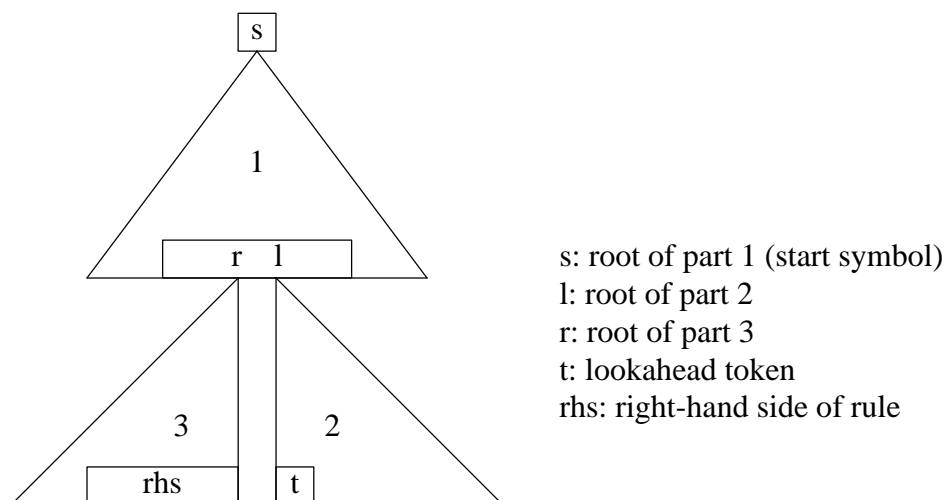 s
1
r l
s: root of part 1 (start symbol)
l: root of part 2
r: root of part 3
t: lookahead token
rhs: right-hand side of rule
3 2
rhs t